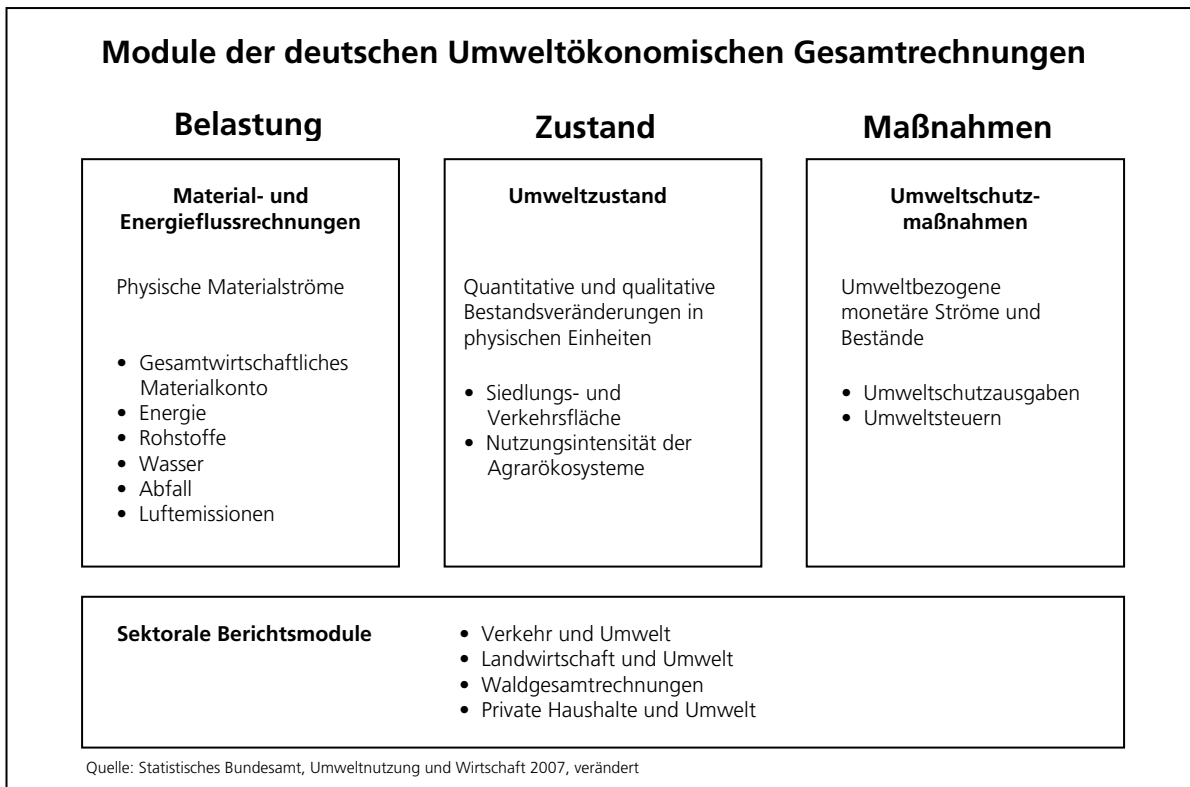 Module der deutschen Umweltökonomischen Gesamtrechnungen
Belastung
Material- und
Energieflussrechnungen
Physische Materialströme
• Gesamtwirtschaftliches
Materialkonto
• Energie
• Rohstoffe
• Wasser
• Abfall
• Luftemissionen
Zustand
Umweltzustand
Quantitative und qualitative
Bestandsveränderungen in
physischen Einheiten
• Siedlungs- und
Verkehrsfläche
• Nutzungsintensität der
Agrarökosysteme
Maßnahmen
Umweltschutz-
maßnahmen
Umweltbezogene
monetäre Ströme und
Bestände
• Umweltschutzausgaben
• Umweltsteuern
Sektorale Berichtsmodule
• Verkehr und Umwelt
• Landwirtschaft und Umwelt
• Waldgesamtrechnungen
• Private Haushalte und Umwelt
Quelle: Statistisches Bundesamt, Umweltnutzung und Wirtschaft 2007, verändert